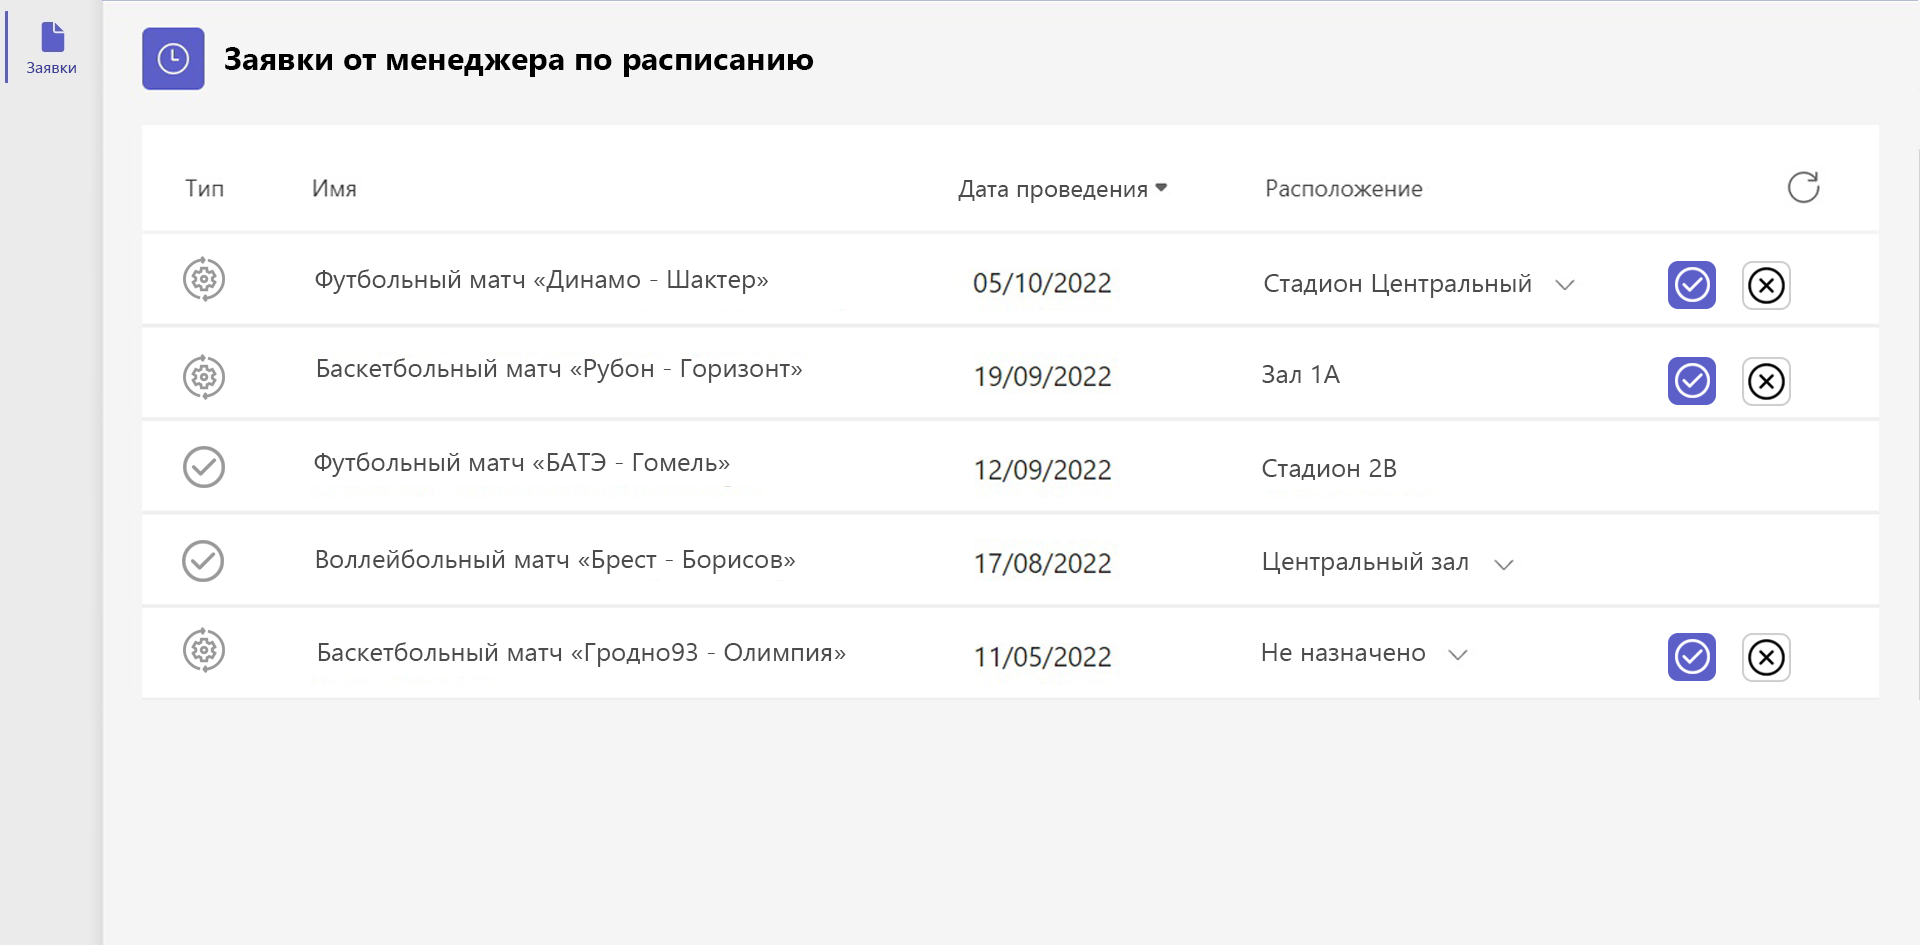 Заявки
Заявки от менеджера по расписанию
Тип Имя Дата проведения Расположение
Футбольный матч «Динамо - Шактер» 05/10/2022 Стадион Центральный
Баскетбольный матч «Рубон - Горизонт» 19/09/2022 Зал 1А
Футбольный матч «БАТЭ - Гомель» 12/09/2022 Стадион 2В
Воллейбольный матч «Брест - Борисов» 17/08/2022 Центральный зал
Баскетбольный матч «Гродно93 - Олимпия» 11/05/2022 Не назначено